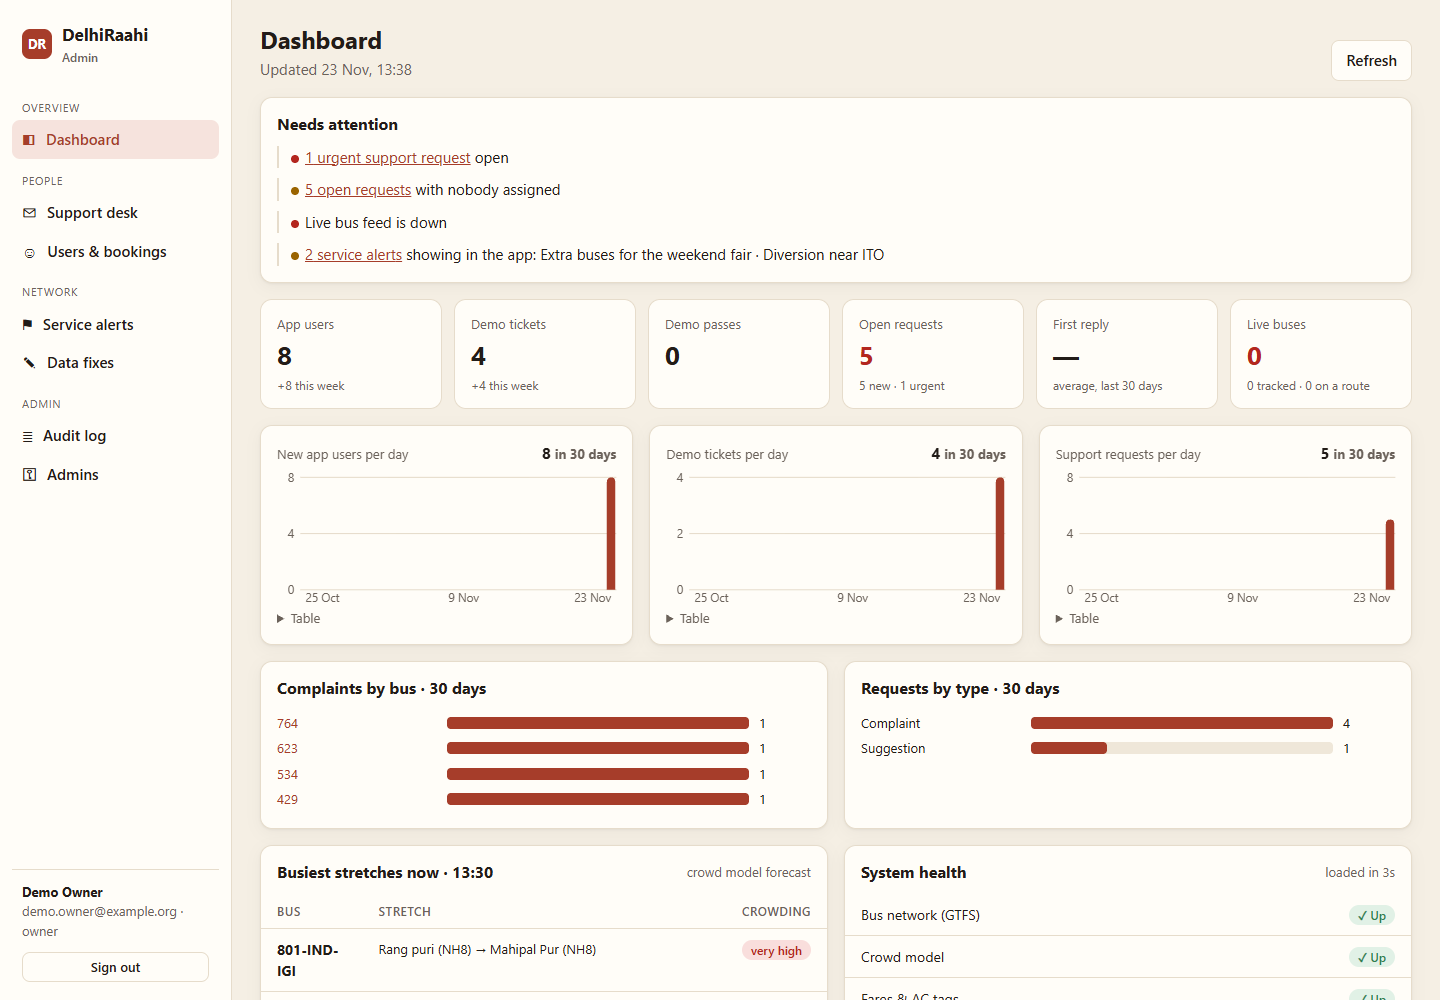 DR
DelhiRaahi
Admin
OVERVIEW
Dashboard
PEOPLE
Support desk
Users & bookings
NETWORK
Service alerts
Data fixes
ADMIN
Audit log
Admins
Demo Owner
demo.owner@example.org ·
owner
Sign out
Dashboard
Updated 23 Nov, 13:38
Refresh
Needs attention
1 urgent support request open
5 open requests with nobody assigned
Live bus feed is down
2 service alerts showing in the app: Extra buses for the weekend fair · Diversion near ITO
App users
8
+8 this week
Demo tickets
4
+4 this week
Demo passes
0
Open requests
5
5 new · 1 urgent
First reply
—
average, last 30 days
Live buses
0
0 tracked · 0 on a route
New app users per day 8 in 30 days
8
4
0
25 Oct 9 Nov 23 Nov
Table
Demo tickets per day 4 in 30 days
4
2
0
25 Oct 9 Nov 23 Nov
Table
Support requests per day 5 in 30 days
8
4
0
25 Oct 9 Nov 23 Nov
Table
Complaints by bus · 30 days
764 1
623 1
534 1
429 1
Requests by type · 30 days
Complaint 4
Suggestion 1
Busiest stretches now · 13:30 crowd model forecast
BUS STRETCH CROWDING
801-IND-
IGI
Rang puri (NH8) → Mahipal Pur (NH8) very high
System health loaded in 3s
Bus network (GTFS) ✓ Up
Crowd model ✓ Up
Fares & AC tags ✓ Up